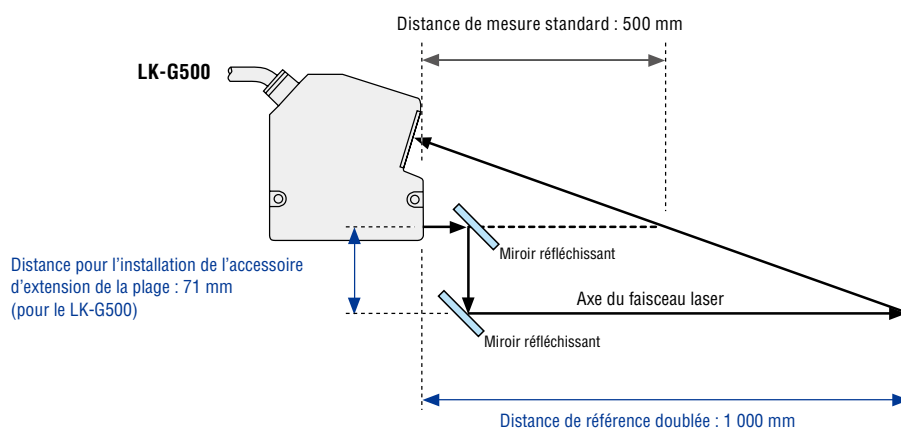 Distance de mesure standard : 500 mm
LK-G500
Miroir réfléchissant
Distance pour l'installation de l'accessoire
d'extension de la plage : 71 mm
(pour le LK-G500)
Axe du faisceau laser
Miroir réfléchissant
Distance de référence doublée : 1 000 mm